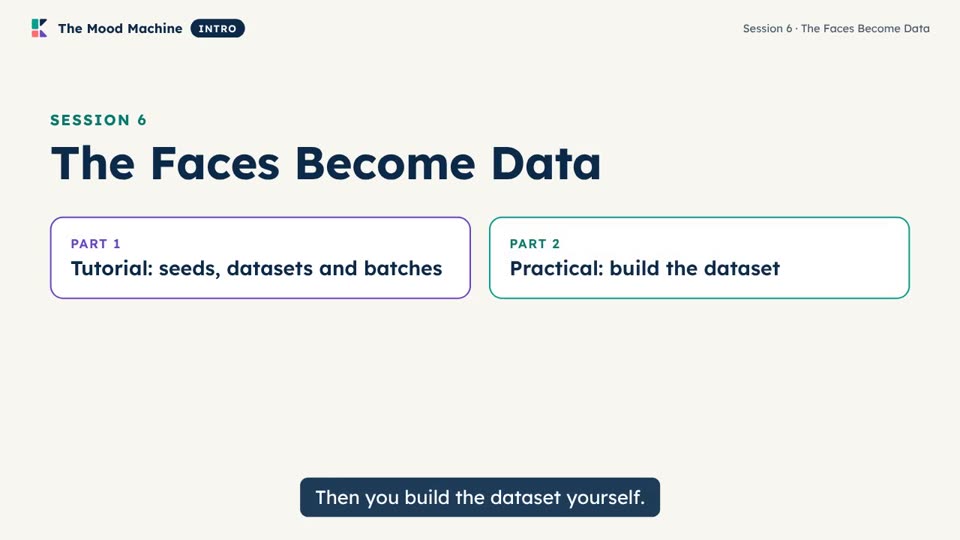 The Mood Machine INTRO
Session 6 · The Faces Become Data
SESSION 6
The Faces Become Data
PART 1
Tutorial: seeds, datasets and batches
PART 2
Practical: build the dataset
Then you build the dataset yourself.